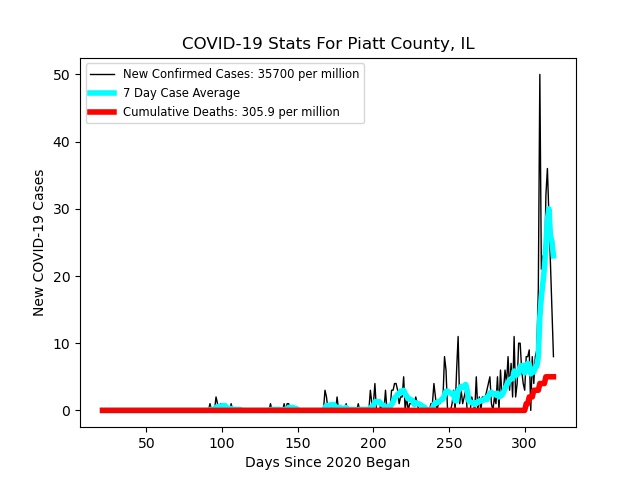 COVID-19 Stats For Piatt County, IL
New Confirmed Cases: 35700 per million
7 Day Case Average
Cumulative Deaths: 305.9 per million
New COVID-19 Cases
50
40
30
20
10
0
50 100 150 200 250 300
Days Since 2020 Began